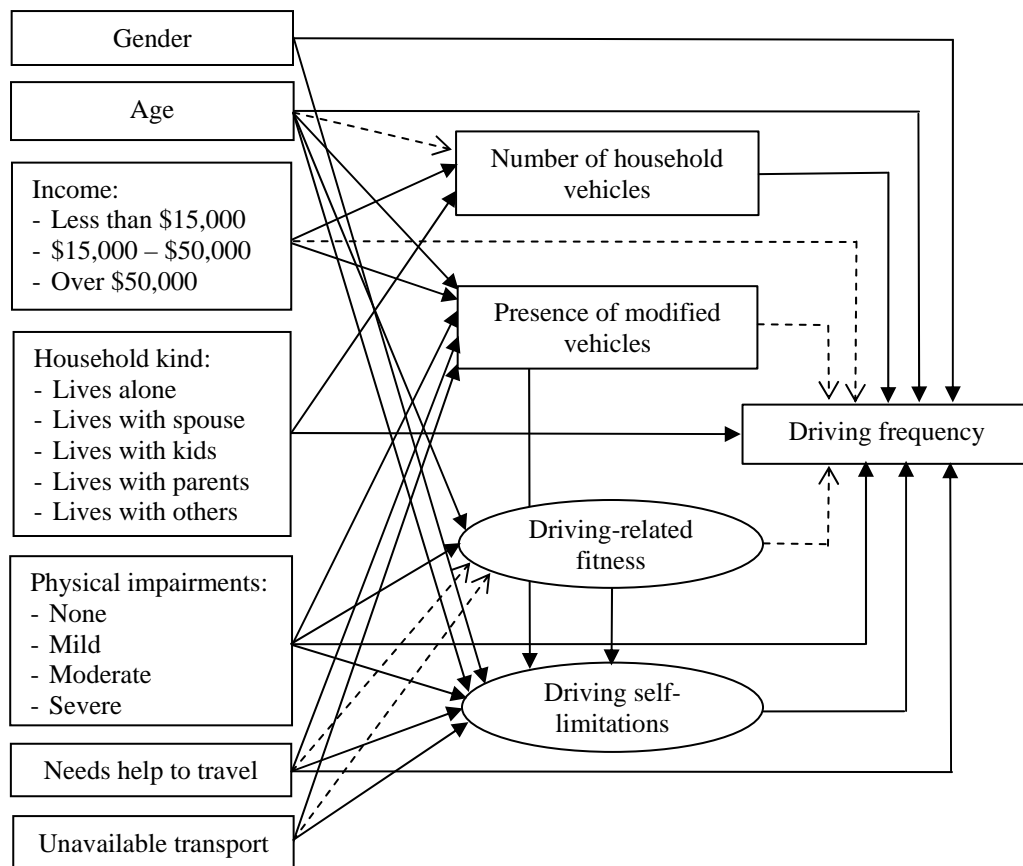 Gender
Age
Income:
- Less than $15,000
- $15,000 – $50,000
- Over $50,000
Household kind:
- Lives alone
- Lives with spouse
- Lives with kids
- Lives with parents
- Lives with others
Physical impairments:
- None
- Mild
- Moderate
- Severe
Needs help to travel
Unavailable transport
Number of household
vehicles
Presence of modified
vehicles
Driving-related
fitness
Driving self-
limitations
Driving frequency